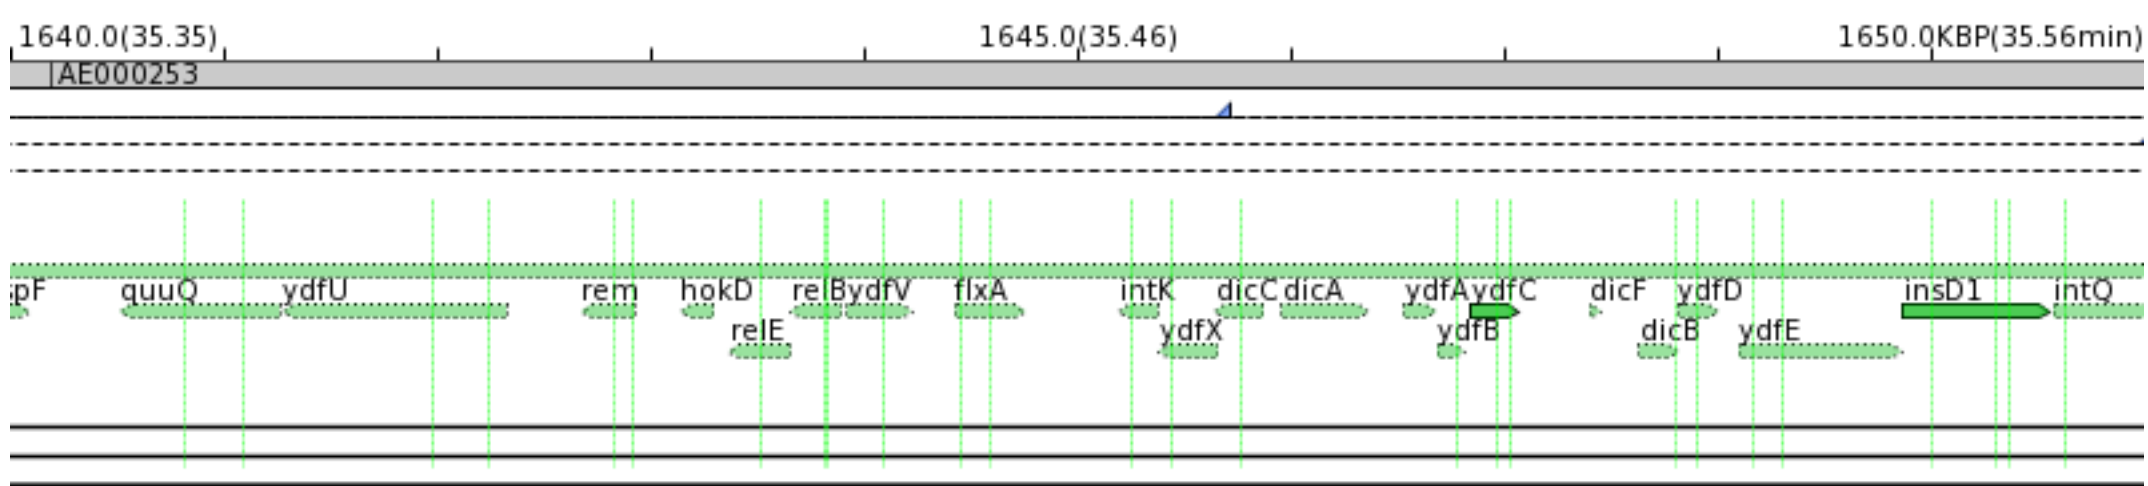 1640.0(35.35) 1645.0(35.46) 1650.0KBP(35.56min)
AE000253
pF quuQ ydfU rem hokD relB ydfV flxA intK dicC dicA ydfA ydfC dicF ydfD insD1 intQ
relE ydfX ydfB dicB ydfE